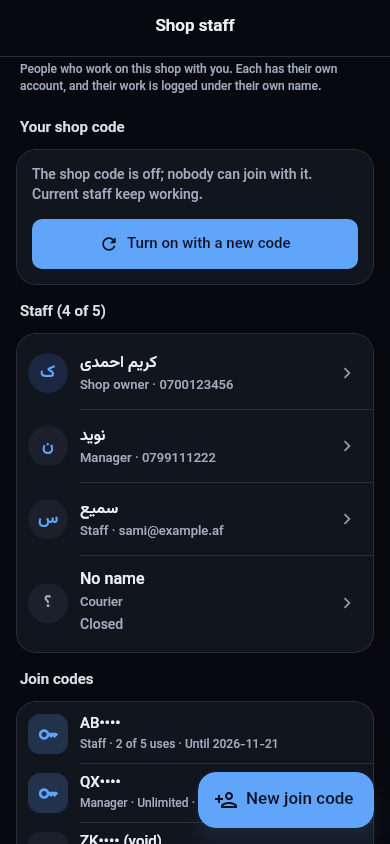 Shop staff
People who work on this shop with you. Each has their own
account, and their work is logged under their own name.
Your shop code
The shop code is off; nobody can join with it.
Current staff keep working.
Turn on with a new code
Staff (4 of 5)
ک
کریم احمدی
Shop owner · 0700123456
ن
نوید
Manager · 0799111222
س
سمیع
Staff · sami@example.af
؟
No name
Courier
Closed
Join codes
AB••••
Staff · 2 of 5 uses · Until 2026-11-21
QX••••
Manager · Unlimited ·
New join code
ZK•••• (void)